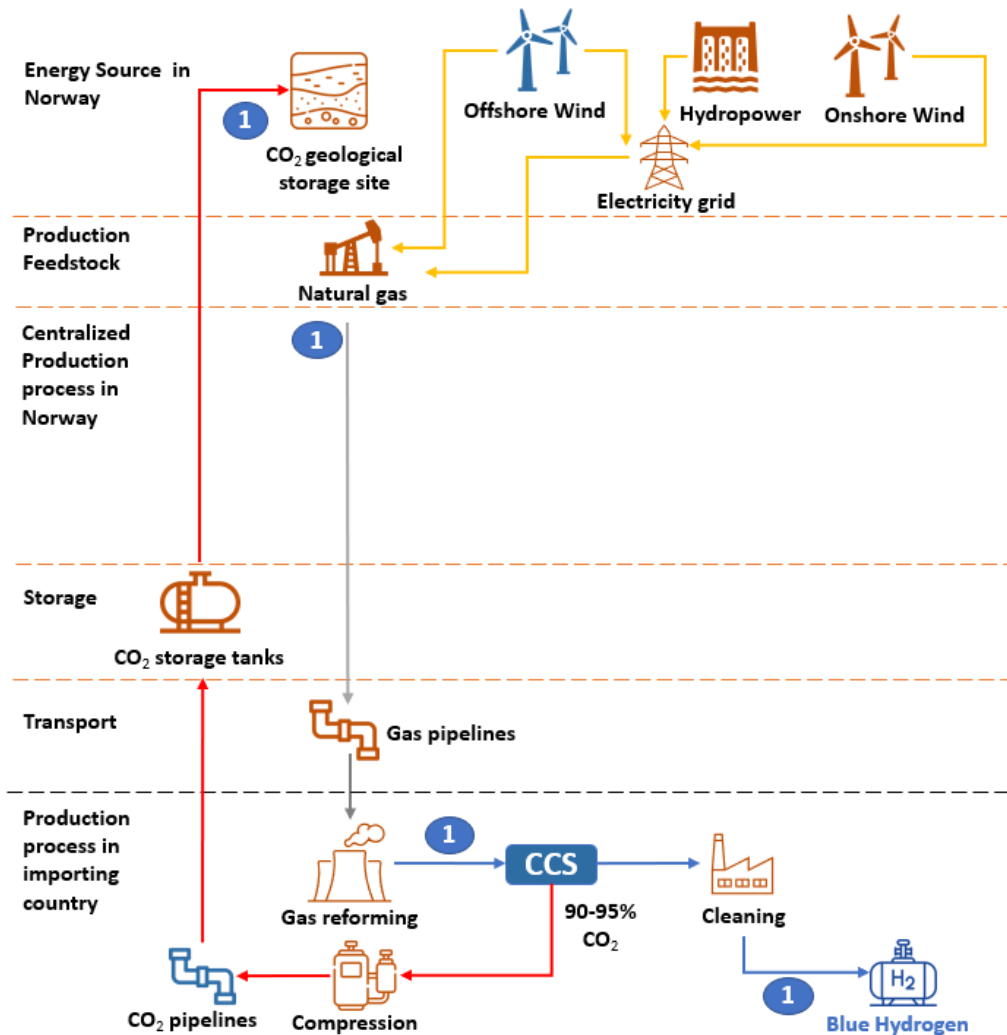 Energy Source in
Norway
1
CO₂ geological
storage site
Offshore Wind
Hydropower
Onshore Wind
Electricity grid
Production
Feedstock
Natural gas
Centralized
Production
process in
Norway
1
Storage
CO₂ storage tanks
Transport
Gas pipelines
Production
process in
importing
country
1
CCS
Gas reforming
90-95%
CO₂
Cleaning
CO₂ pipelines
Compression
1
H₂
Blue Hydrogen